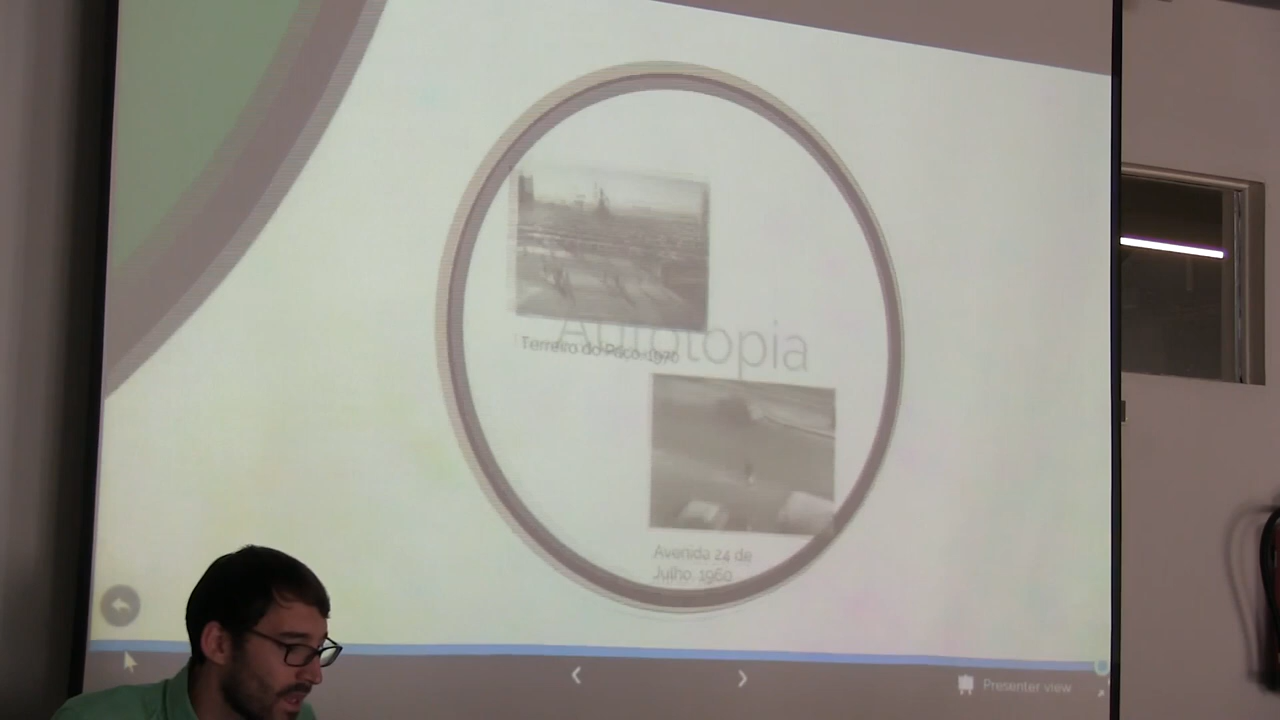 Autotopia
Terreiro do Paço, 1970
Avenida 24 de
Julho, 1960
Presenter view